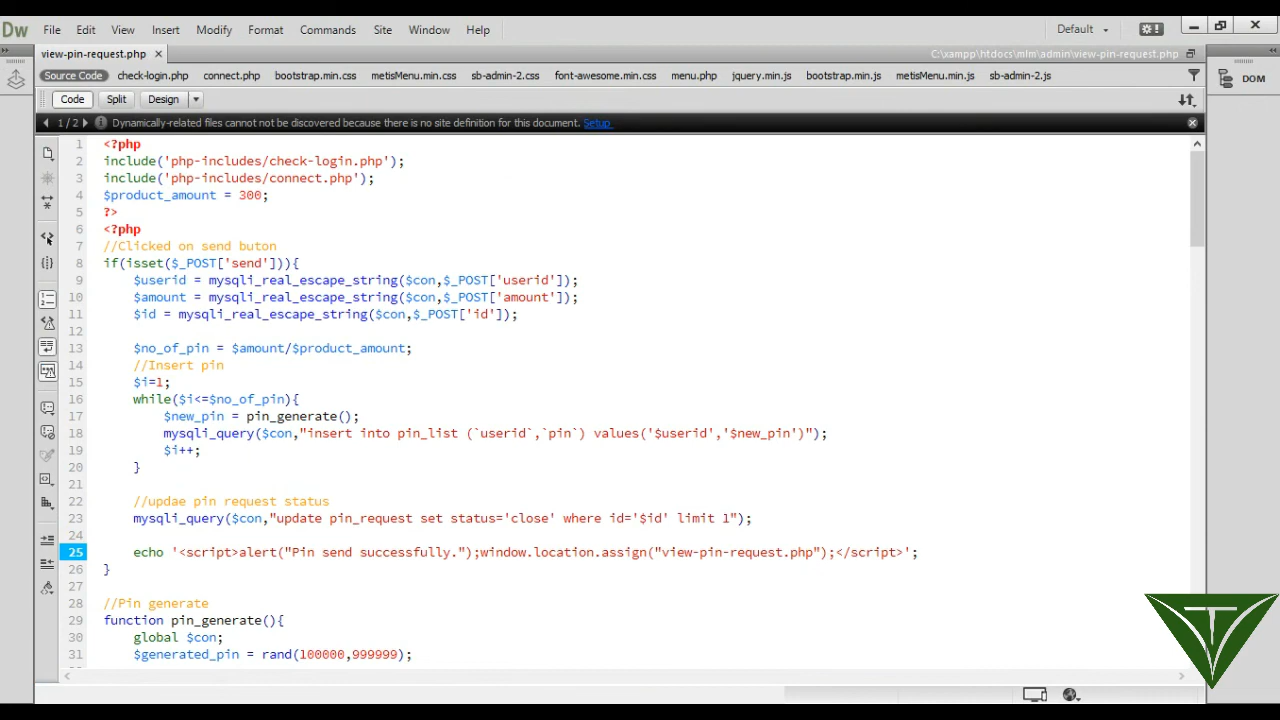 Dw File Edit View Insert Modify Format Commands Site Window Help Default
view-pin-request.php × C:\xampp\htdocs\mlm\admin\view-pin-request.php
Source Code check-login.php connect.php bootstrap.min.css metisMenu.min.css sb-admin-2.css font-awesome.min.css menu.php jquery.min.js bootstrap.min.js metisMenu.min.js sb-admin-2.js
DOM
Code Split Design
1 / 2 Dynamically-related files cannot not be discovered because there is no site definition for this document. Setup
1 <?php
2 include('php-includes/check-login.php');
3 include('php-includes/connect.php');
4 $product_amount = 300;
5 ?>
6 <?php
7 //Clicked on send buton
8 if(isset($_POST['send'])){
9 $userid = mysqli_real_escape_string($con,$_POST['userid']);
10 $amount = mysqli_real_escape_string($con,$_POST['amount']);
11 $id = mysqli_real_escape_string($con,$_POST['id']);
12
13 $no_of_pin = $amount/$product_amount;
14 //Insert pin
15 $i=1;
16 while($i<=$no_of_pin){
17 $new_pin = pin_generate();
18 mysqli_query($con,"insert into pin_list (`userid`,`pin`) values('$userid','$new_pin')");
19 $i++;
20 }
21
22 //updae pin request status
23 mysqli_query($con,"update pin_request set status='close' where id='$id' limit 1");
24
25 echo '<script>alert("Pin send successfully.");window.location.assign("view-pin-request.php");</script>';
26 }
27
28 //Pin generate
29 function pin_generate(){
30 global $con;
31 $generated_pin = rand(100000,999999);